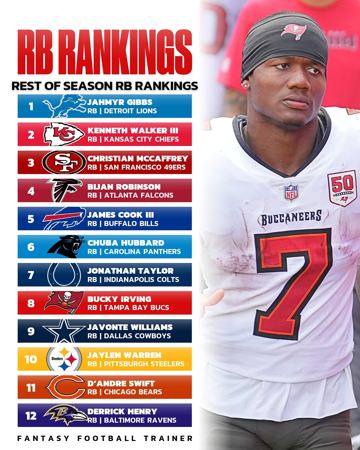 RB RANKINGS
REST OF SEASON RB RANKINGS
1 JAHMYR GIBBS
RB | DETROIT LIONS
2 KENNETH WALKER III
RB | KANSAS CITY CHIEFS
3 CHRISTIAN MCCAFFREY
RB | SAN FRANCISCO 49ERS
4 BIJAN ROBINSON
RB | ATLANTA FALCONS
5 JAMES COOK III
RB | BUFFALO BILLS
6 CHUBA HUBBARD
RB | CAROLINA PANTHERS
7 JONATHAN TAYLOR
RB | INDIANAPOLIS COLTS
8 BUCKY IRVING
RB | TAMPA BAY BUCS
9 JAVONTE WILLIAMS
RB | DALLAS COWBOYS
10 JAYLEN WARREN
RB | PITTSBURGH STEELERS
11 D'ANDRE SWIFT
RB | CHICAGO BEARS
12 DERRICK HENRY
RB | BALTIMORE RAVENS
FANTASY FOOTBALL TRAINER
NFL
50
BUCCANEERS
7